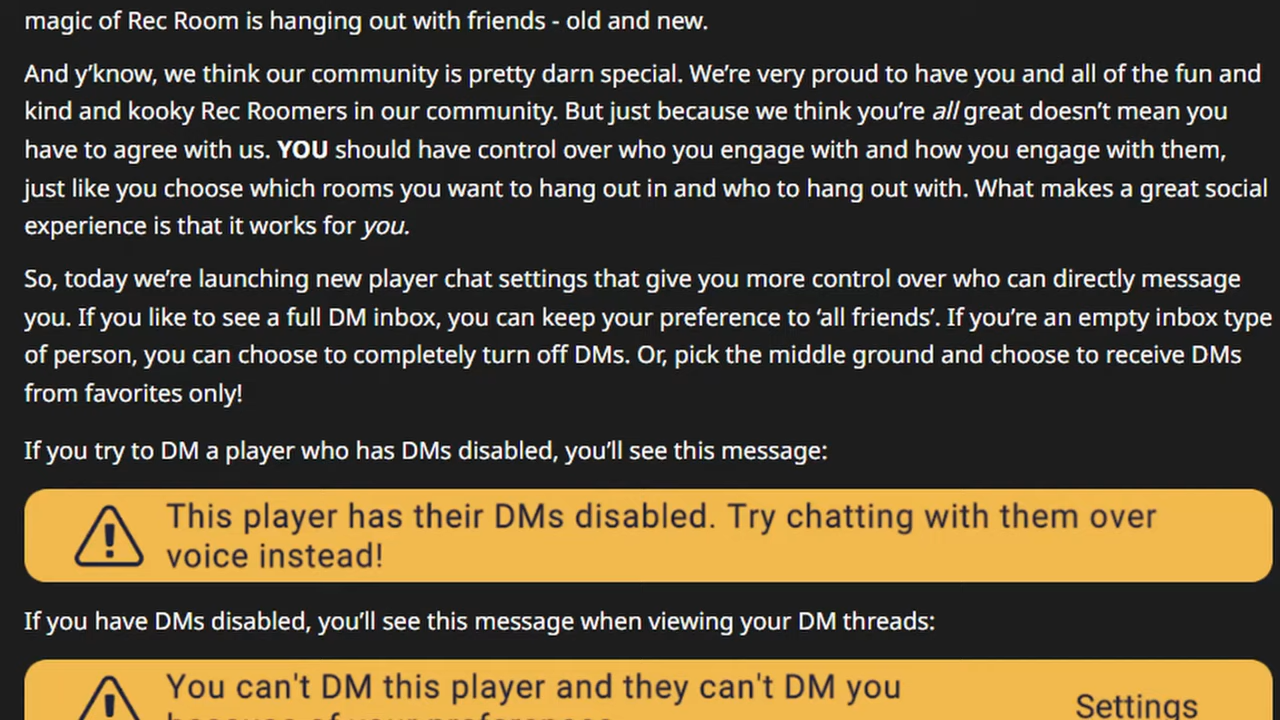 magic of Rec Room is hanging out with friends - old and new.
And y’know, we think our community is pretty darn special. We’re very proud to have you and all of the fun and
kind and kooky Rec Roomers in our community. But just because we think you’re all great doesn’t mean you
have to agree with us. YOU should have control over who you engage with and how you engage with them,
just like you choose which rooms you want to hang out in and who to hang out with. What makes a great social
experience is that it works for you.
So, today we’re launching new player chat settings that give you more control over who can directly message
you. If you like to see a full DM inbox, you can keep your preference to ‘all friends’. If you’re an empty inbox type
of person, you can choose to completely turn off DMs. Or, pick the middle ground and choose to receive DMs
from favorites only!
If you try to DM a player who has DMs disabled, you’ll see this message:
This player has their DMs disabled. Try chatting with them over
voice instead!
If you have DMs disabled, you’ll see this message when viewing your DM threads:
You can't DM this player and they can't DM you
Settings
because of your preferences